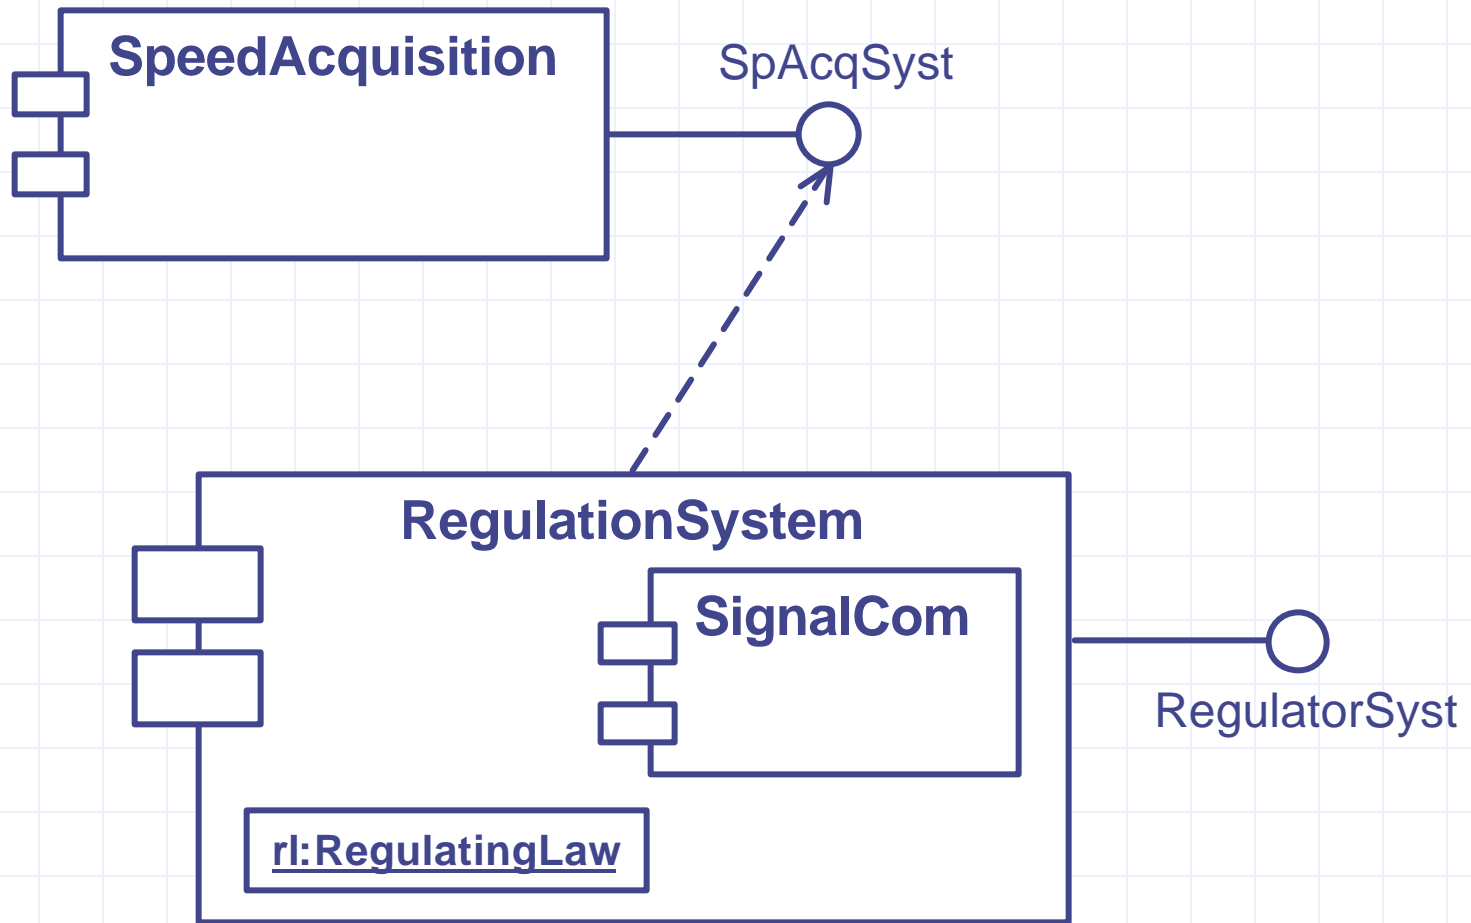 SpeedAcquisition
SpAcqSyst
RegulationSystem
SignalCom
RegulatorSyst
rl:RegulatingLaw